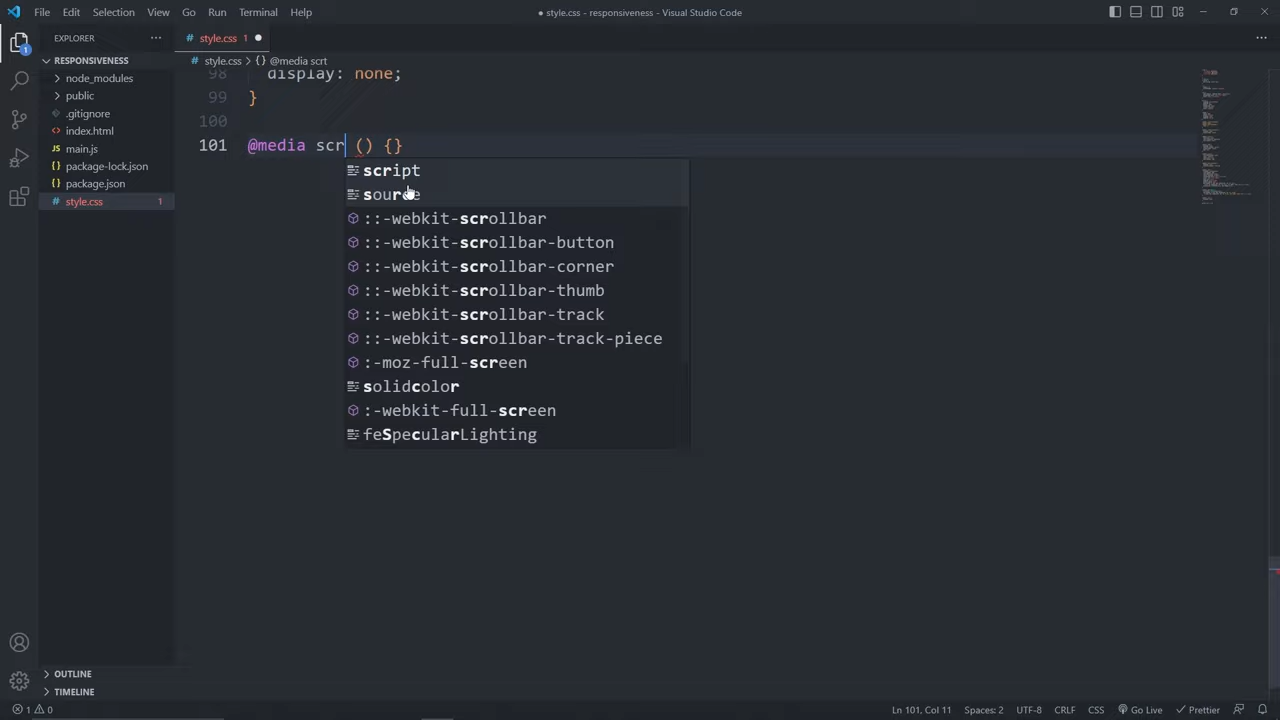 File Edit Selection View Go Run Terminal Help
● style.css - responsiveness - Visual Studio Code
EXPLORER
# style.css 1
RESPONSIVENESS
style.css > {} @media scrt
node_modules
public
.gitignore
index.html
main.js
package-lock.json
package.json
# style.css 1
98 display: none;
99 }
100
101 @media scr () {}
script
source
::-webkit-scrollbar
::-webkit-scrollbar-button
::-webkit-scrollbar-corner
::-webkit-scrollbar-thumb
::-webkit-scrollbar-track
::-webkit-scrollbar-track-piece
:-moz-full-screen
solidcolor
:-webkit-full-screen
feSpecularLighting
OUTLINE
TIMELINE
1 0
Ln 101, Col 11 Spaces: 2 UTF-8 CRLF CSS Go Live Prettier